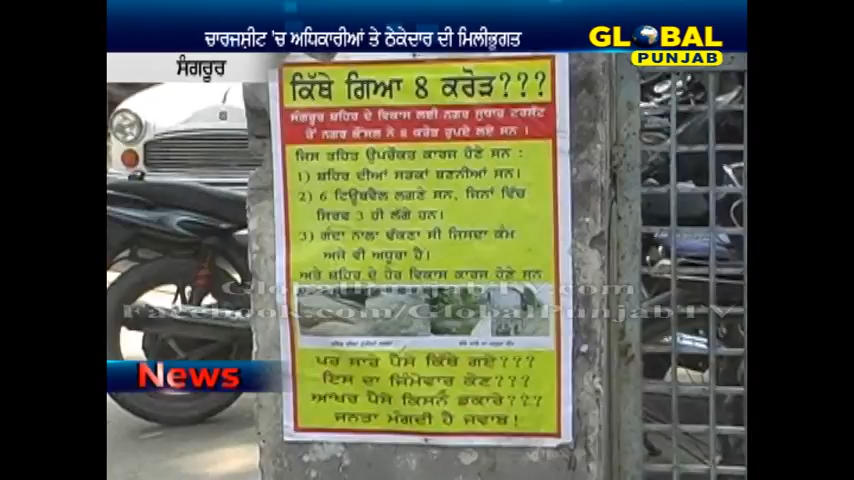 ਚਾਰਜਸ਼ੀਟ 'ਚ ਅਧਿਕਾਰੀਆਂ ਤੇ ਠੇਕੇਦਾਰ ਦੀ ਮਿਲੀਭੁਗਤ
GLOBAL
PUNJAB
ਸੰਗਰੂਰ
ਕਿੱਥੇ ਗਿਆ 8 ਕਰੋੜ???
ਸੰਗਰੂਰ ਸ਼ਹਿਰ ਦੇ ਵਿਕਾਸ ਲਈ ਨਗਰ ਸੁਧਾਰ ਟਰਸੱਟ
ਤੋਂ ਨਗਰ ਕੌਂਸਲ ਨੇ 8 ਕਰੋੜ ਰੁਪਏ ਲਏ ਸਨ ।
ਜਿਸ ਤਹਿਤ ਉਪਰੋਕਤ ਕਾਰਜ ਹੋਣੇ ਸਨ :
1) ਸ਼ਹਿਰ ਦੀਆਂ ਸੜਕਾਂ ਬਣਨੀਆਂ ਸਨ।
2) 6 ਟਿਊਬਵੈਲ ਲਗਣੇ ਸਨ, ਜਿਨਾਂ ਵਿੱਚ
ਸਿਰਫ 3 ਹੀ ਲੱਗੇ ਹਨ।
3) ਗੰਦਾ ਨਾਲਾ ਢੱਕਣਾ ਸੀ ਜਿਸਦਾ ਕੰਮ
ਅਜੇ ਵੀ ਅਧੂਰਾ ਹੈ।
ਅਤੇ ਸ਼ਹਿਰ ਦੇ ਹੋਰ ਵਿਕਾਸ ਕਾਰਜ ਹੋਣੇ ਸਨ
GlobalPunjabTV.com
Facebook.com/GlobalPunjabTV
ਪਰ ਸਾਰੇ ਪੈਸੇ ਕਿੱਥੇ ਗਏ???
ਇਸ ਦਾ ਜਿੰਮੇਵਾਰ ਕੌਣ???
ਆਖਰ ਪੈਸੇ ਕਿਸਨੇ ਡਕਾਰੇ???
ਜਨਤਾ ਮੰਗਦੀ ਹੈ ਜਵਾਬ!
News